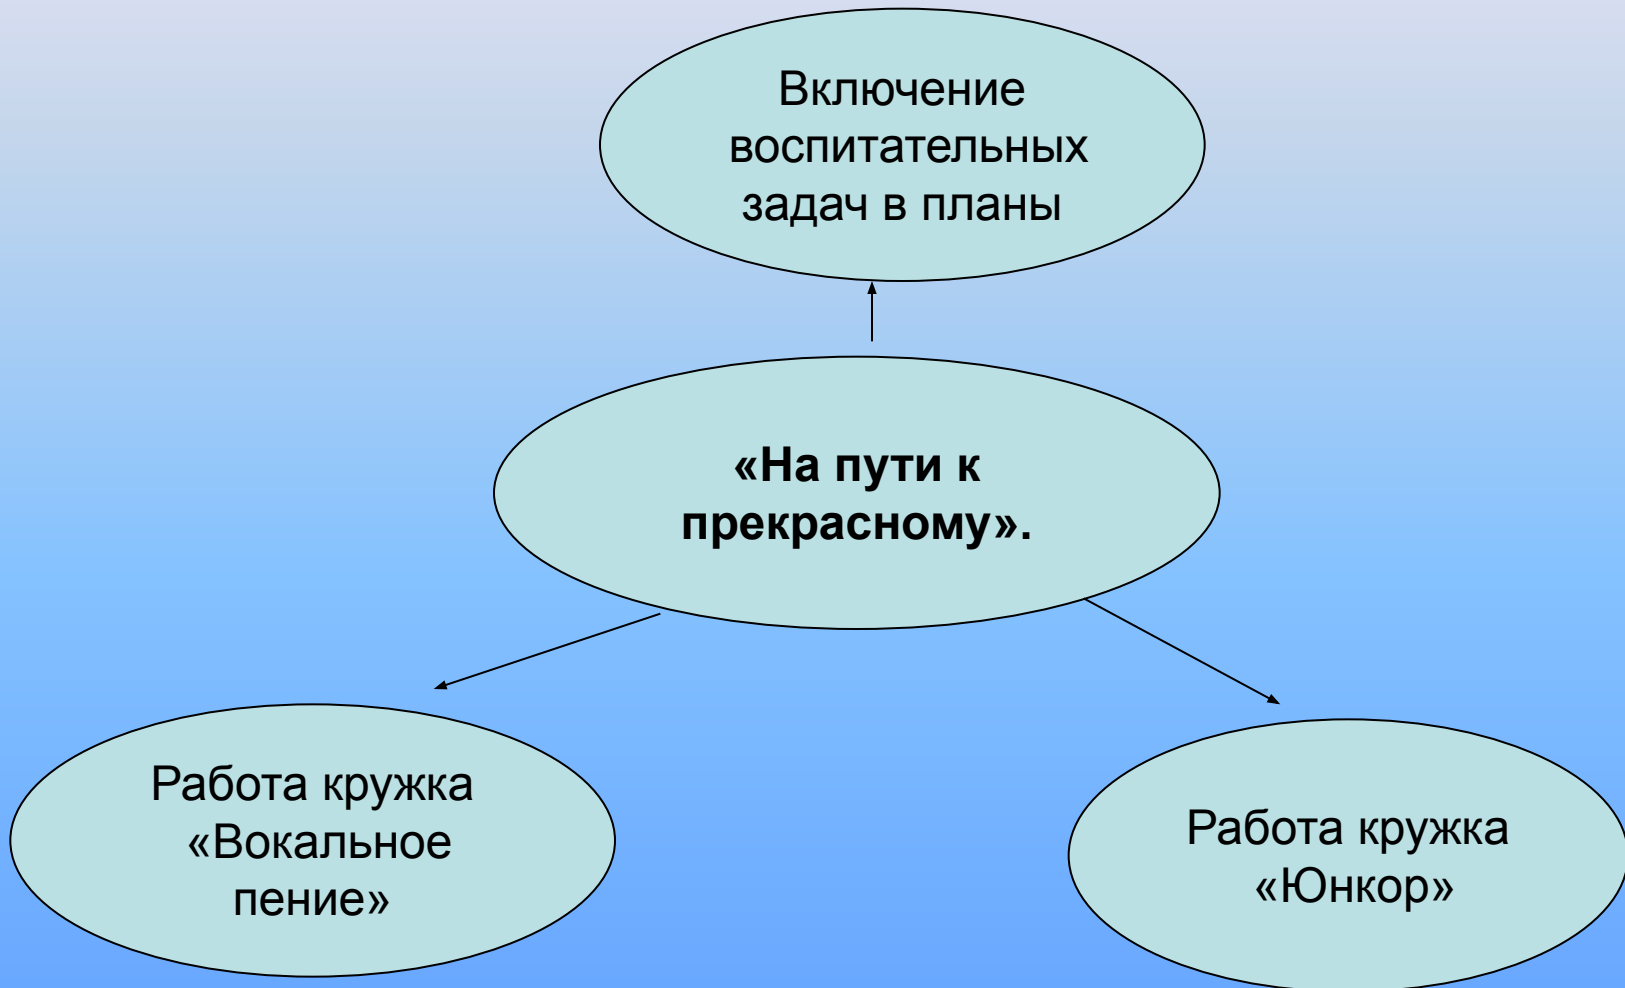 Включение
воспитательных
задач в планы
«На пути к
прекрасному».
Работа кружка
«Вокальное
пение»
Работа кружка
«Юнкор»